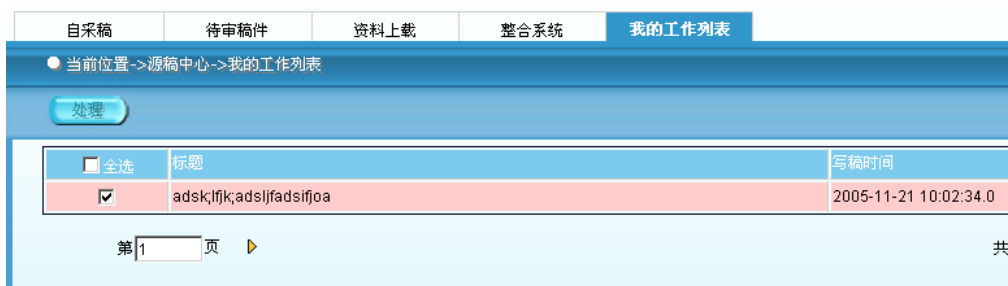 自采稿 待审稿件 资料上载 整合系统 我的工作列表
当前位置->源稿中心->我的工作列表
处理
全选 标题 写稿时间
adsk;lfjk;adsljfadsifjoa 2005-11-21 10:02:34.0
第1页 共